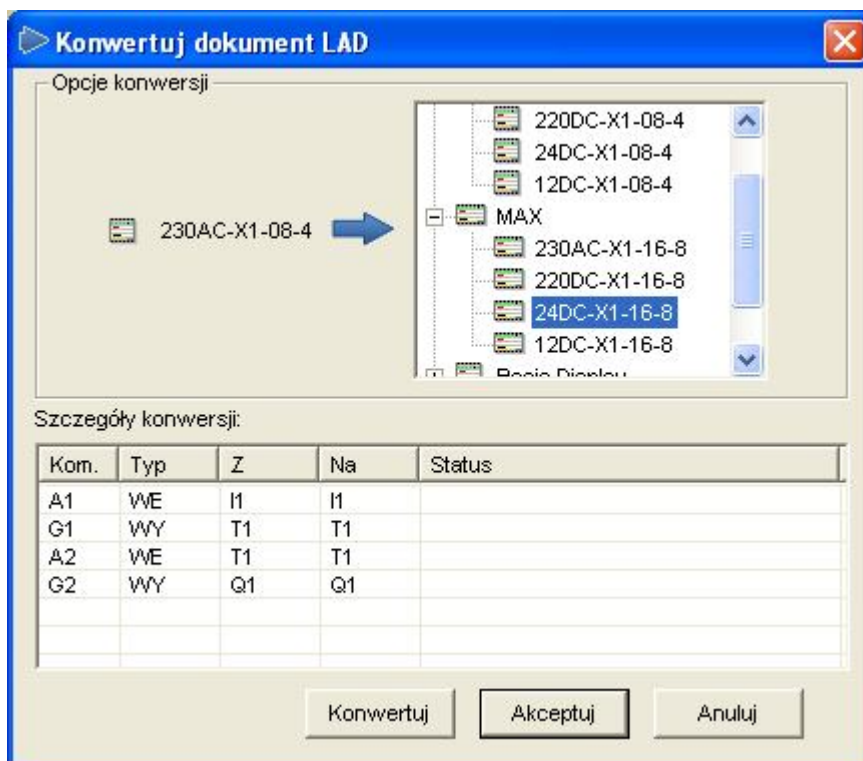 Konwertuj dokument LAD
Opcje konwersji
230AC-X1-08-4
220DC-X1-08-4
24DC-X1-08-4
12DC-X1-08-4
MAX
230AC-X1-16-8
220DC-X1-16-8
24DC-X1-16-8
12DC-X1-16-8
Szczegóły konwersji:
Kom. Typ Z Na Status
A1 WE I1 I1
G1 WY T1 T1
A2 WE T1 T1
G2 WY Q1 Q1
Konwertuj Akceptuj Anuluj